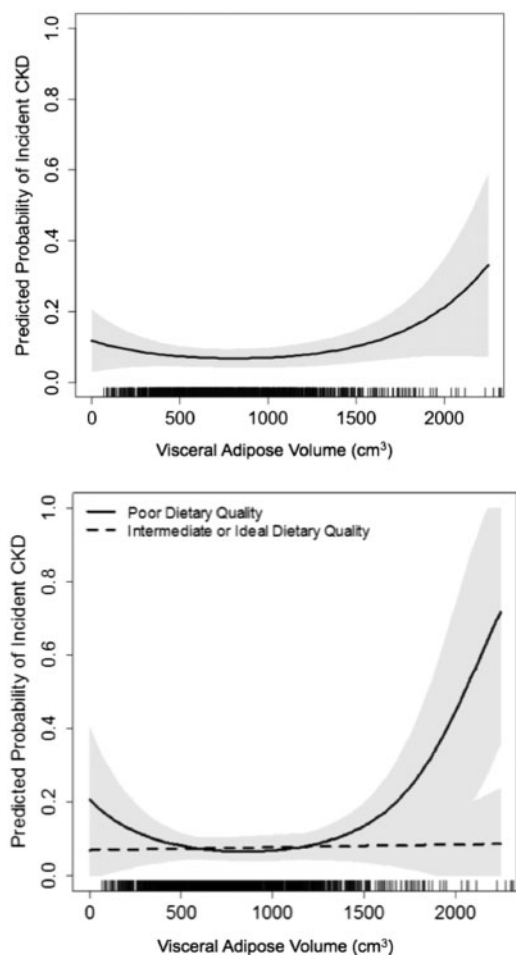 Predicted Probability of Incident CKD
1.0
0.8
0.6
0.4
0.2
0.0
0 500 1000 1500 2000
Visceral Adipose Volume (cm³)
Poor Dietary Quality
Intermediate or Ideal Dietary Quality
Predicted Probability of Incident CKD
1.0
0.8
0.6
0.4
0.2
0.0
0 500 1000 1500 2000
Visceral Adipose Volume (cm³)